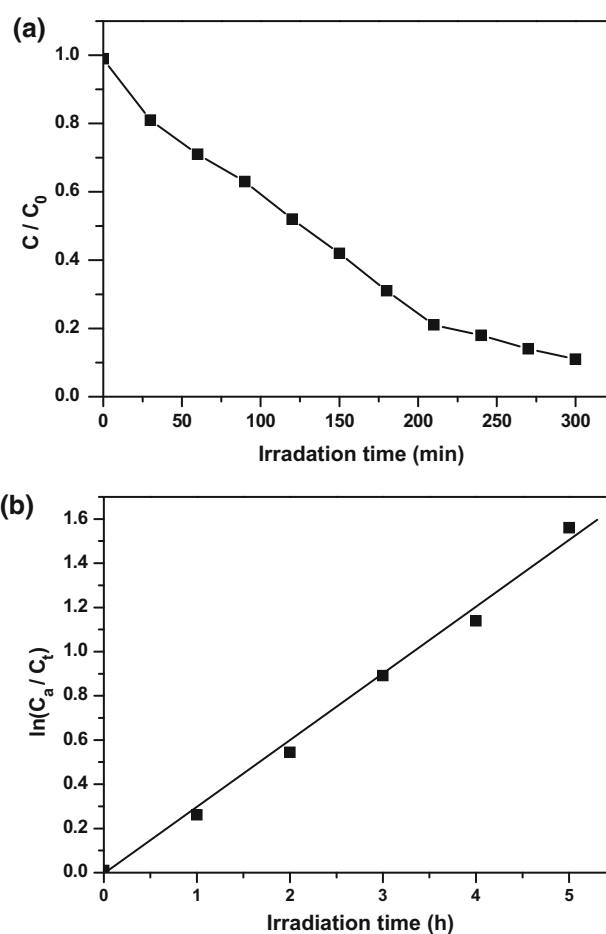 (a)
1.0
0.8
0.6
0.4
0.2
0.0
C / C0
0 50 100 150 200 250 300
Irradation time (min)
(b)
1.6
1.4
1.2
1.0
0.8
0.6
0.4
0.2
0.0
ln(Ca / Ct)
0 1 2 3 4 5
Irradiation time (h)